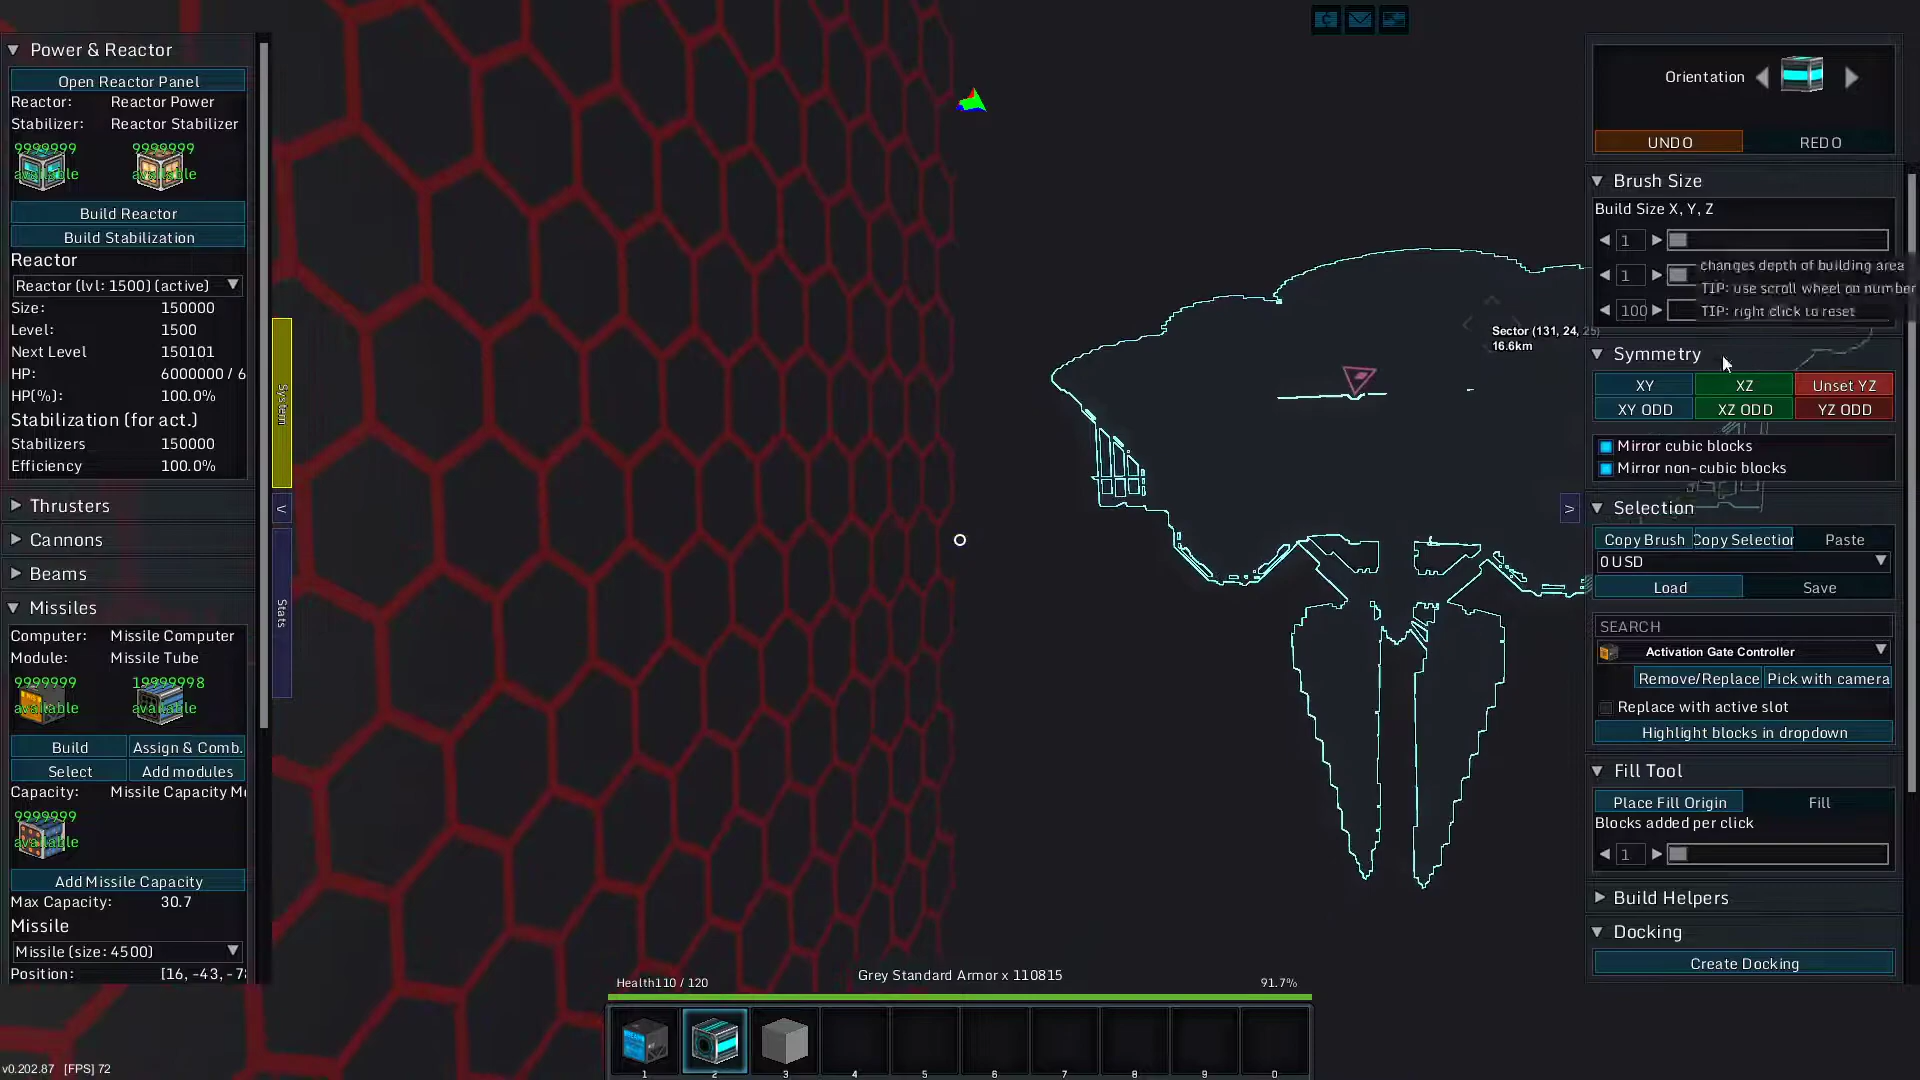 Power & Reactor
Open Reactor Panel
Reactor: Reactor Power
Stabilizer: Reactor Stabilizer
9999999 9999999
available available
Build Reactor
Build Stabilization
Reactor
Reactor (lvl: 1500) (active)
Size: 150000
Level: 1500
Next Level 150101
HP: 6000000 / 6
HP(%): 100.0%
Stabilization (for act.)
Stabilizers 150000
Efficiency 100.0%
Thrusters
Cannons
Beams
Missiles
Computer: Missile Computer
Module: Missile Tube
9999999 19999998
available available
Build Assign & Comb.
Select Add modules
Capacity: Missile Capacity M
9999999
available
Add Missile Capacity
Max Capacity: 30.7
Missile
Missile (size: 4500)
Position: [16, -43, -7
v0.202.87 [FPS] 72
System
V
Stats
Sector (131, 24, 25)
16.6km
Health110 / 120
Grey Standard Armor x 110815
91.7%
1 2 3 4 5 6 7 8 9 0
Orientation
UNDO REDO
Brush Size
Build Size X, Y, Z
1
1
100
changes depth of building area
TIP: use scroll wheel on number
TIP: right click to reset
Symmetry
XY XZ Unset YZ
XY ODD XZ ODD YZ ODD
Mirror cubic blocks
Mirror non-cubic blocks
V
Selection
Copy Brush Copy Selection Paste
0 USD
Load Save
SEARCH
Activation Gate Controller
Remove/Replace Pick with camera
Replace with active slot
Highlight blocks in dropdown
Fill Tool
Place Fill Origin Fill
Blocks added per click
1
Build Helpers
Docking
Create Docking